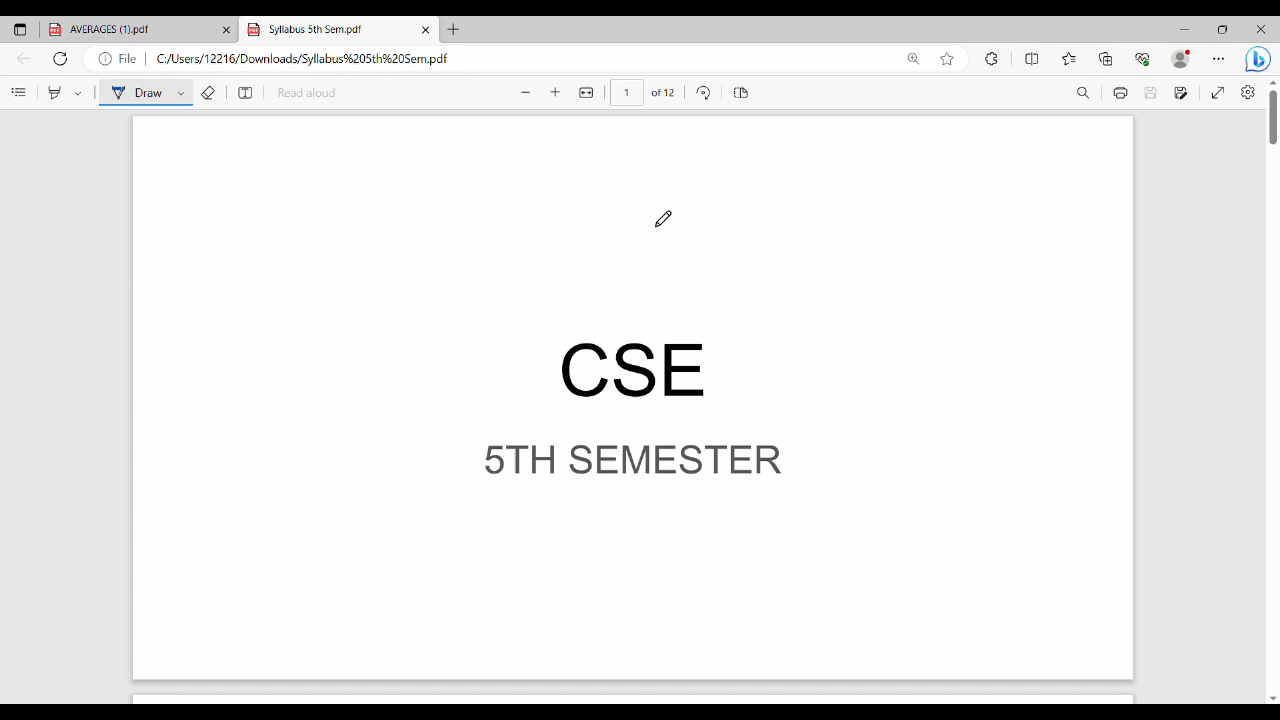 AVERAGES (1).pdf
Syllabus 5th Sem.pdf
File
C:/Users/12216/Downloads/Syllabus%205th%20Sem.pdf
Draw
Read aloud
1 of 12
CSE
5TH SEMESTER